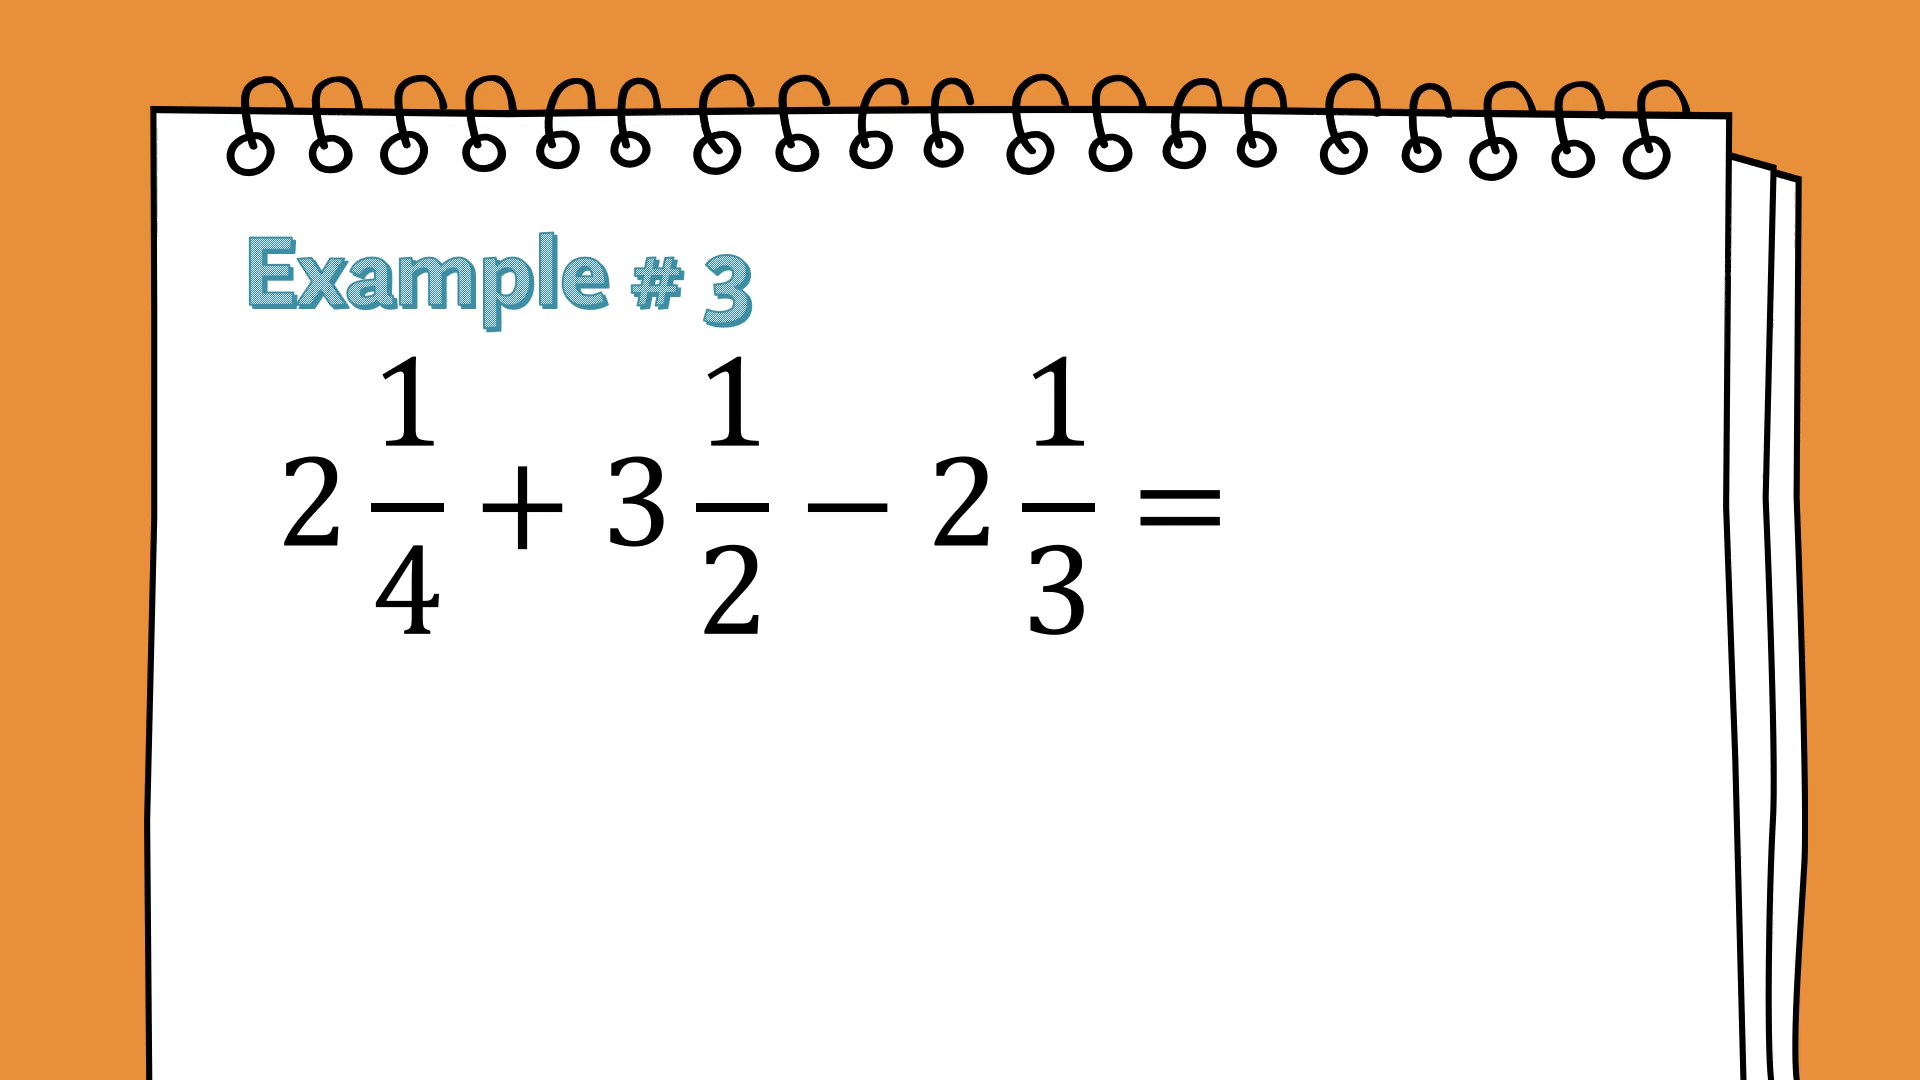 Example # 3
2 1/4 + 3 1/2 − 2 1/3 =